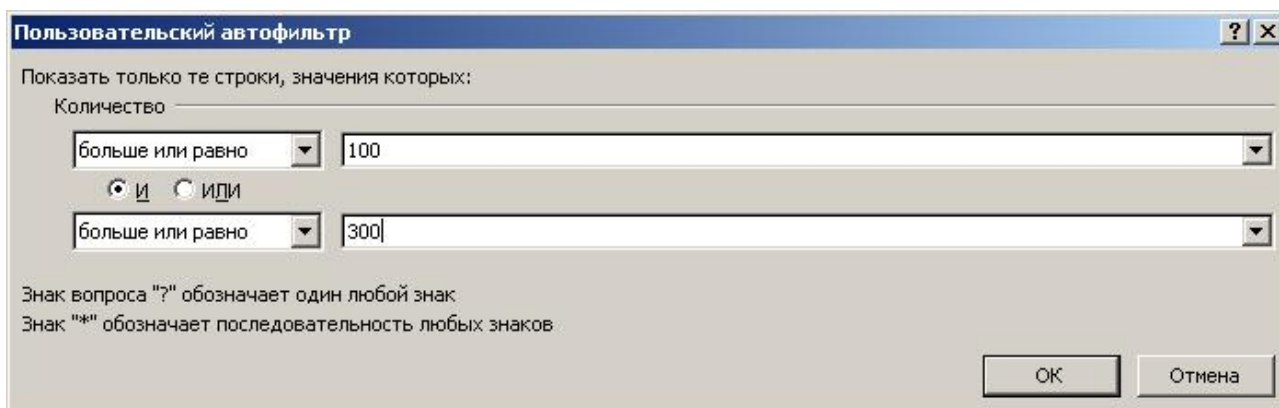 Пользовательский автофильтр
Показать только те строки, значения которых:
Количество
больше или равно 100
И ИЛИ
больше или равно 300
Знак вопроса "?" обозначает один любой знак
Знак "*" обозначает последовательность любых знаков
ОК Отмена